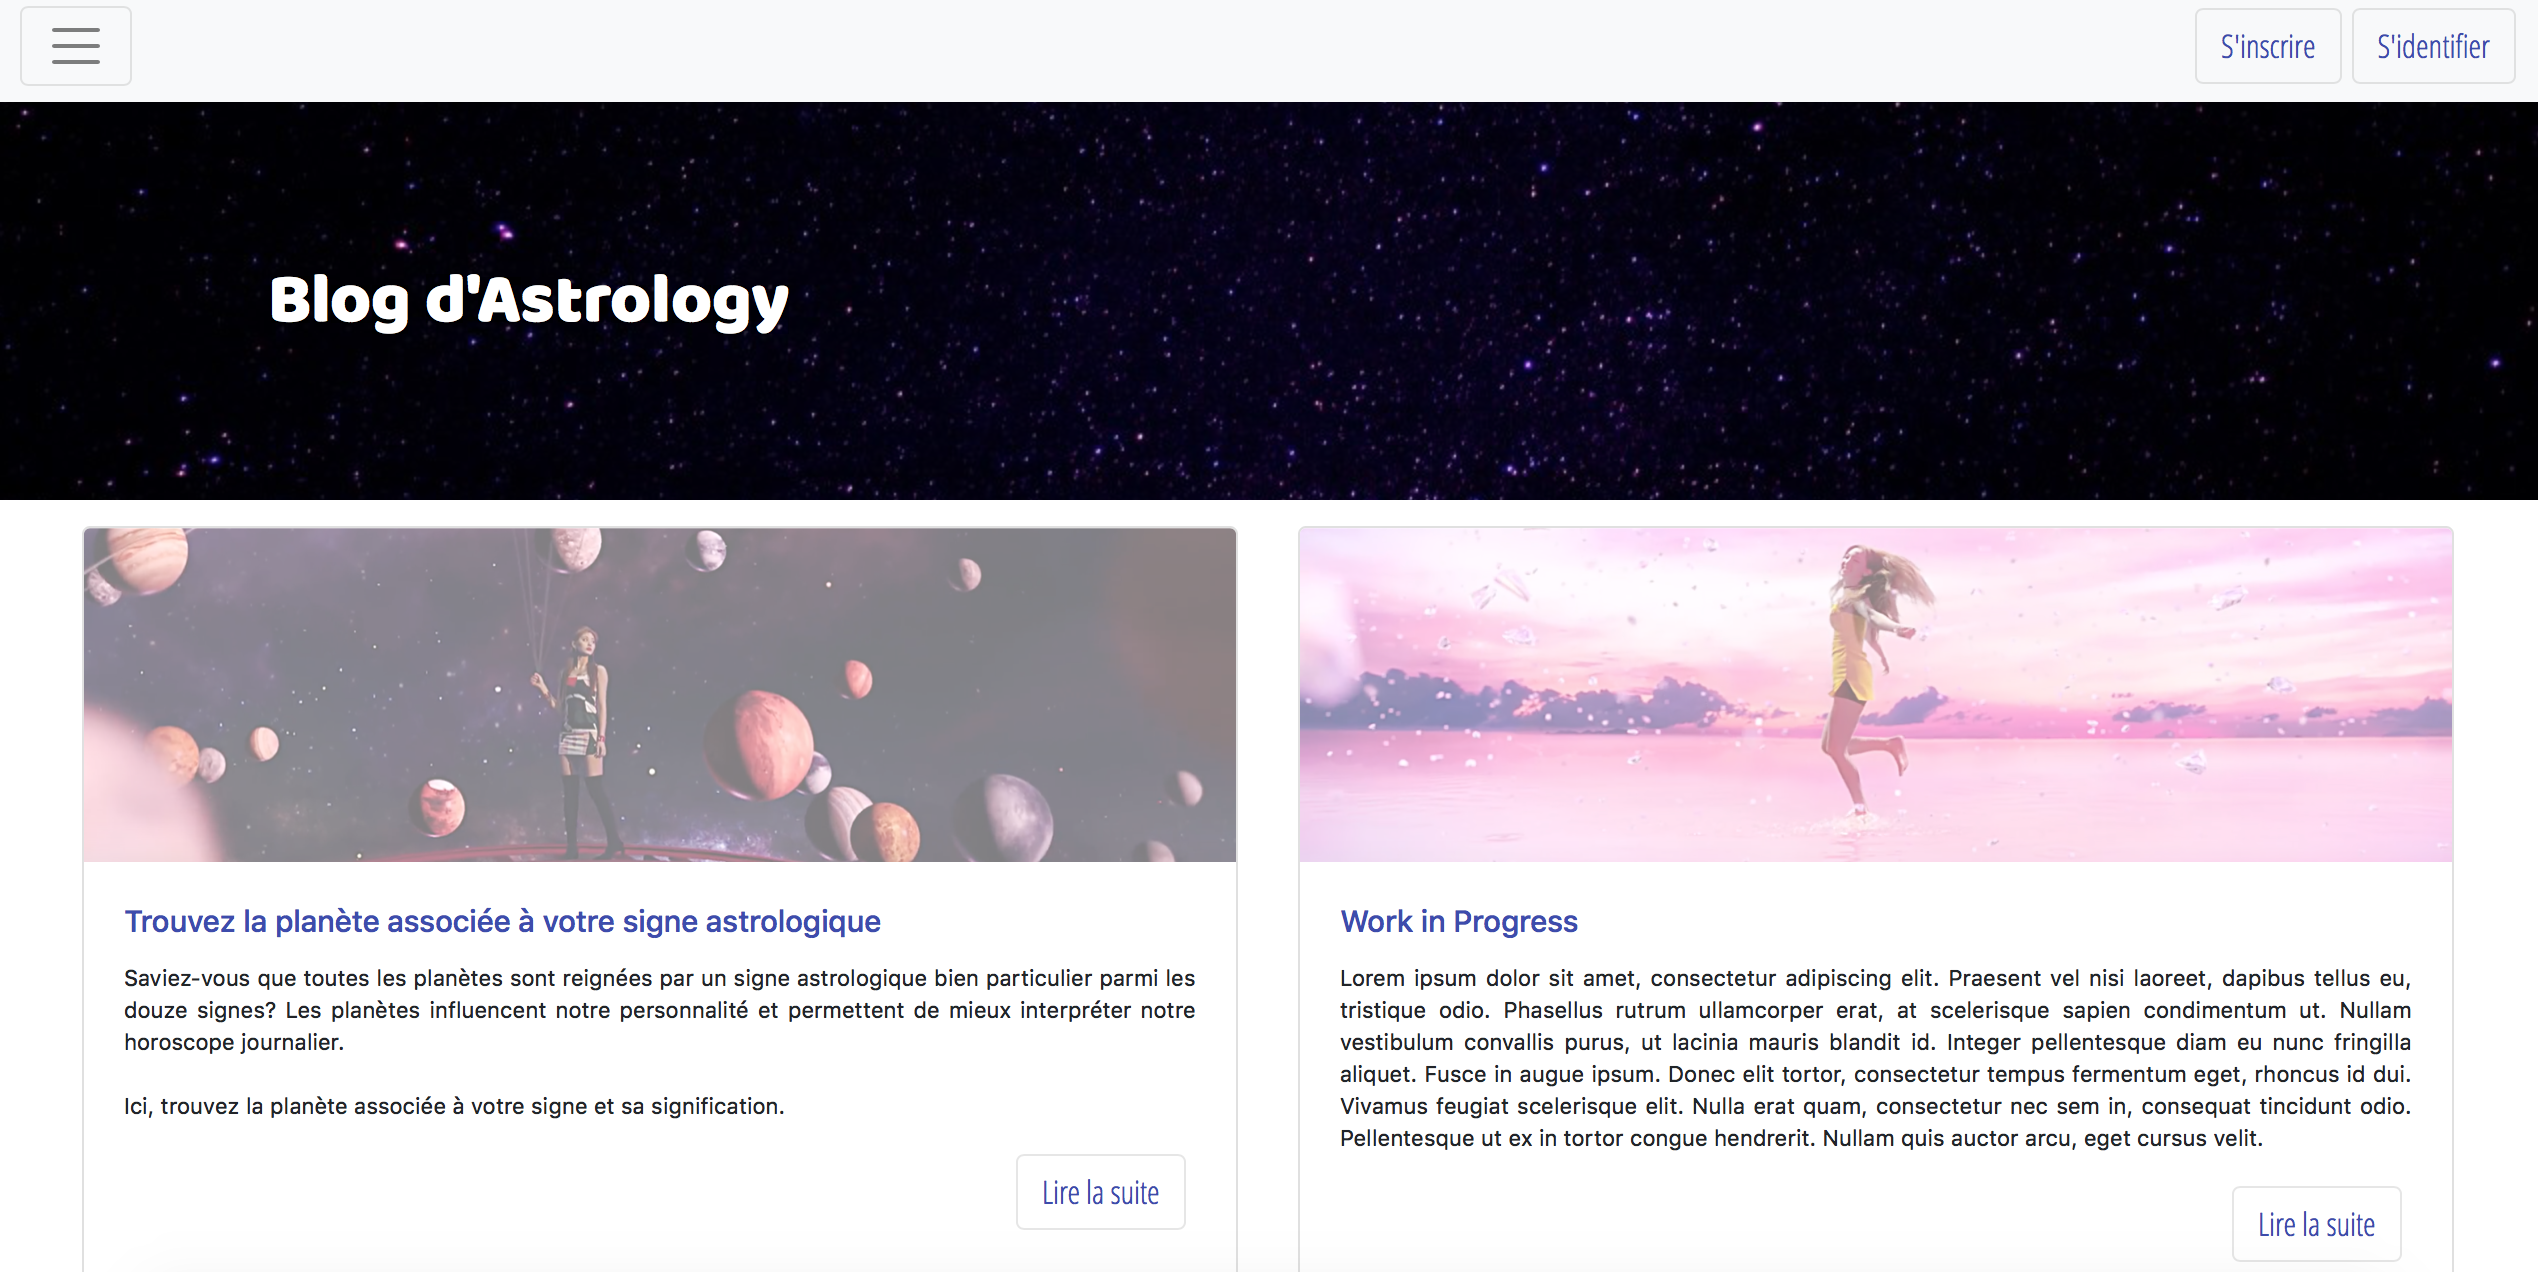 S'inscrire
S'identifier
Blog d'Astrology
Trouvez la planète associée à votre signe astrologique
Saviez-vous que toutes les planètes sont reignées par un signe astrologique bien particulier parmi les
douze signes? Les planètes influencent notre personnalité et permettent de mieux interpréter notre
horoscope journalier.
Ici, trouvez la planète associée à votre signe et sa signification.
Lire la suite
Work in Progress
Lorem ipsum dolor sit amet, consectetur adipiscing elit. Praesent vel nisi laoreet, dapibus tellus eu,
tristique odio. Phasellus rutrum ullamcorper erat, at scelerisque sapien condimentum ut. Nullam
vestibulum convallis purus, ut lacinia mauris blandit id. Integer pellentesque diam eu nunc fringilla
aliquet. Fusce in augue ipsum. Donec elit tortor, consectetur tempus fermentum eget, rhoncus id dui.
Vivamus feugiat scelerisque elit. Nulla erat quam, consectetur nec sem in, consequat tincidunt odio.
Pellentesque ut ex in tortor congue hendrerit. Nullam quis auctor arcu, eget cursus velit.
Lire la suite